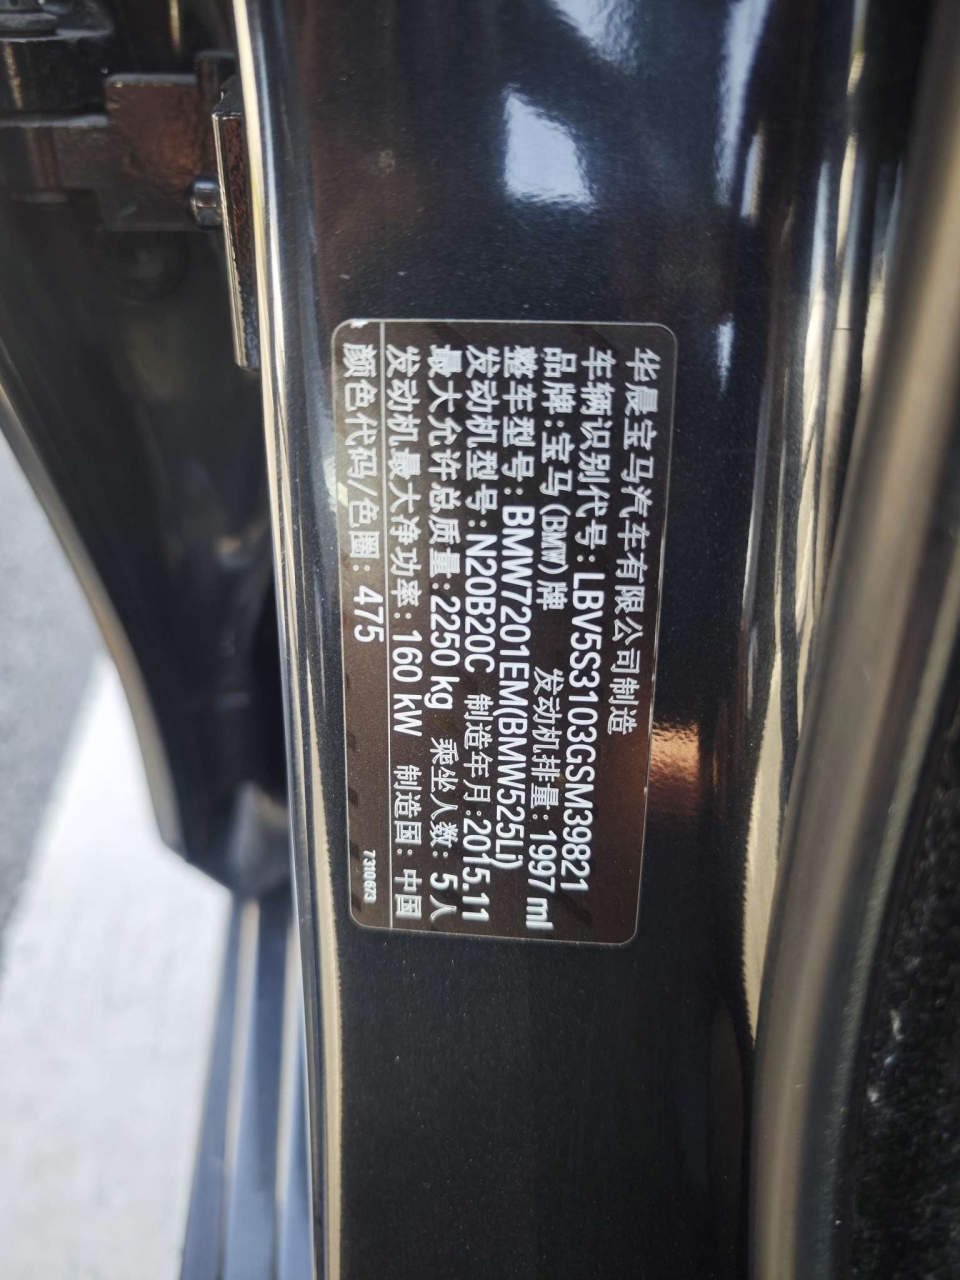 华晨宝马汽车有限公司制造
车辆识别代号：LBV5S3103GSM39821
品牌：宝马(BMW)牌 发动机排量：1997 ml
整车型号：BMW7201EM(BMW525Li)
发动机型号：N20B20C 制造年月：2015.11
最大允许总质量：2250 kg 乘坐人数：5人
发动机最大净功率：160 kW 制造国：中国
颜色代码/色圈：475 7310673